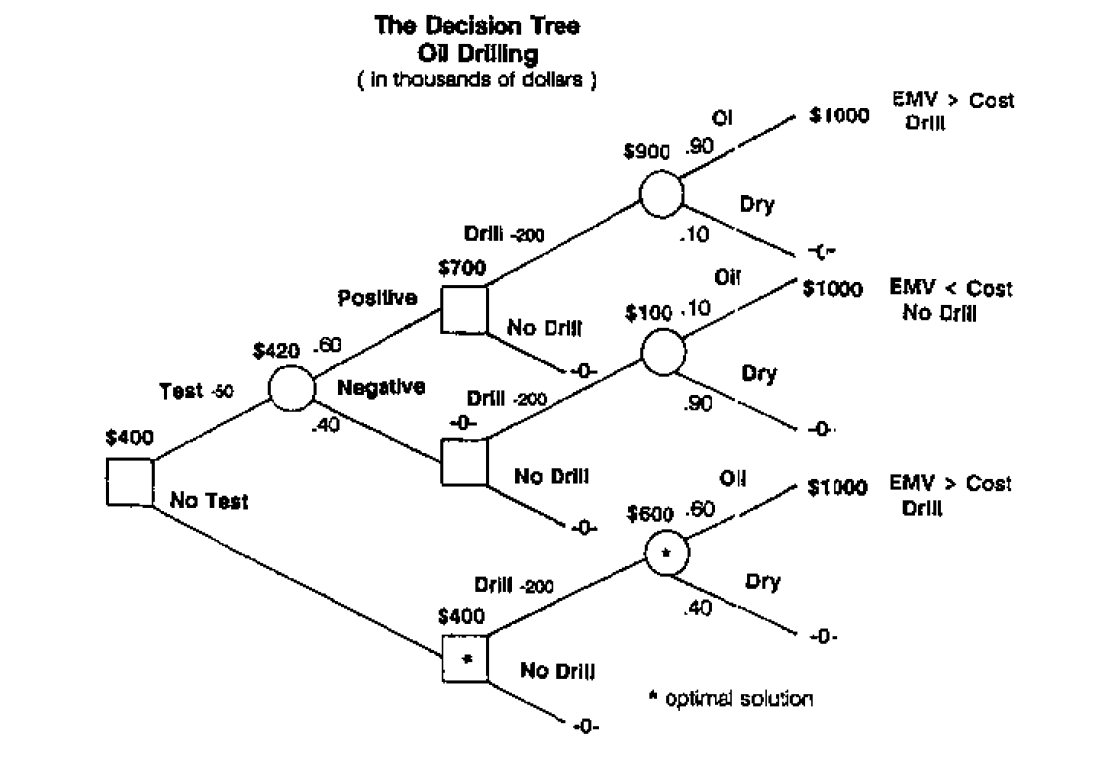 The Decision Tree
Oil Drilling
( in thousands of dollars )
EMV > Cost
Drill
Oil
$1000
$900 .90
Dry
.10
-0-
Drill -200
$700
Positive
No Drill
-0-
Oil
$1000
EMV < Cost
No Drill
$100 .10
Dry
.90
-0-
$420 .60
Test -50
Negative
.40
Drill -200
-0-
No Drill
-0-
$400
No Test
Oil
$1000
EMV > Cost
Drill
$600 .60
*
Dry
.40
-0-
Drill -200
$400
*
No Drill
-0-
* optimal solution